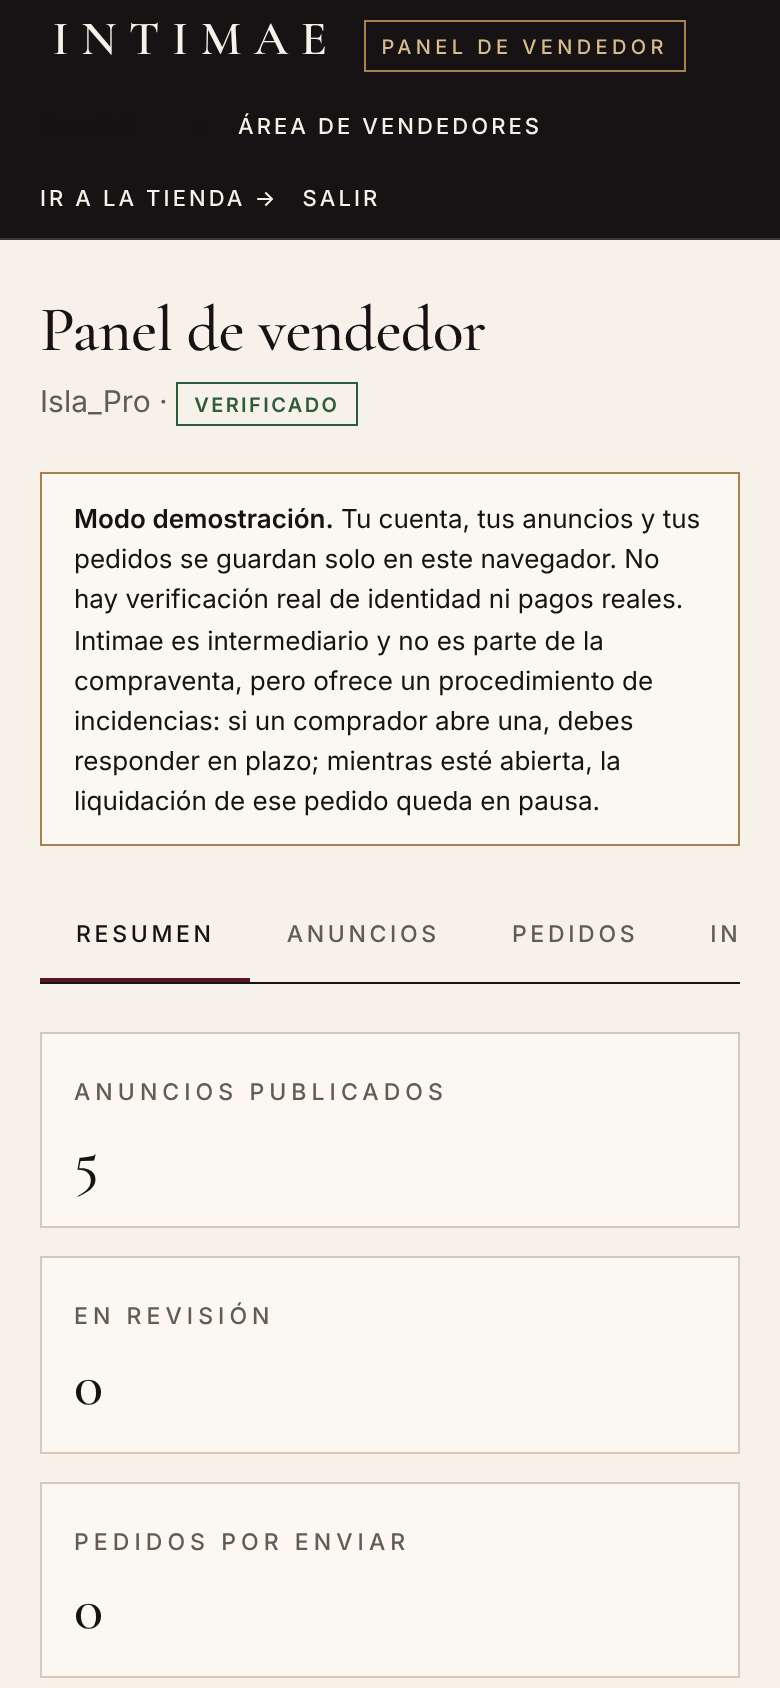 INTIMAE
PANEL DE VENDEDOR
ÁREA DE VENDEDORES
IR A LA TIENDA → SALIR
Panel de vendedor
Isla_Pro · VERIFICADO
Modo demostración. Tu cuenta, tus anuncios y tus
pedidos se guardan solo en este navegador. No
hay verificación real de identidad ni pagos reales.
Intimae es intermediario y no es parte de la
compraventa, pero ofrece un procedimiento de
incidencias: si un comprador abre una, debes
responder en plazo; mientras esté abierta, la
liquidación de ese pedido queda en pausa.
RESUMEN ANUNCIOS PEDIDOS IN
ANUNCIOS PUBLICADOS
5
EN REVISIÓN
0
PEDIDOS POR ENVIAR
0